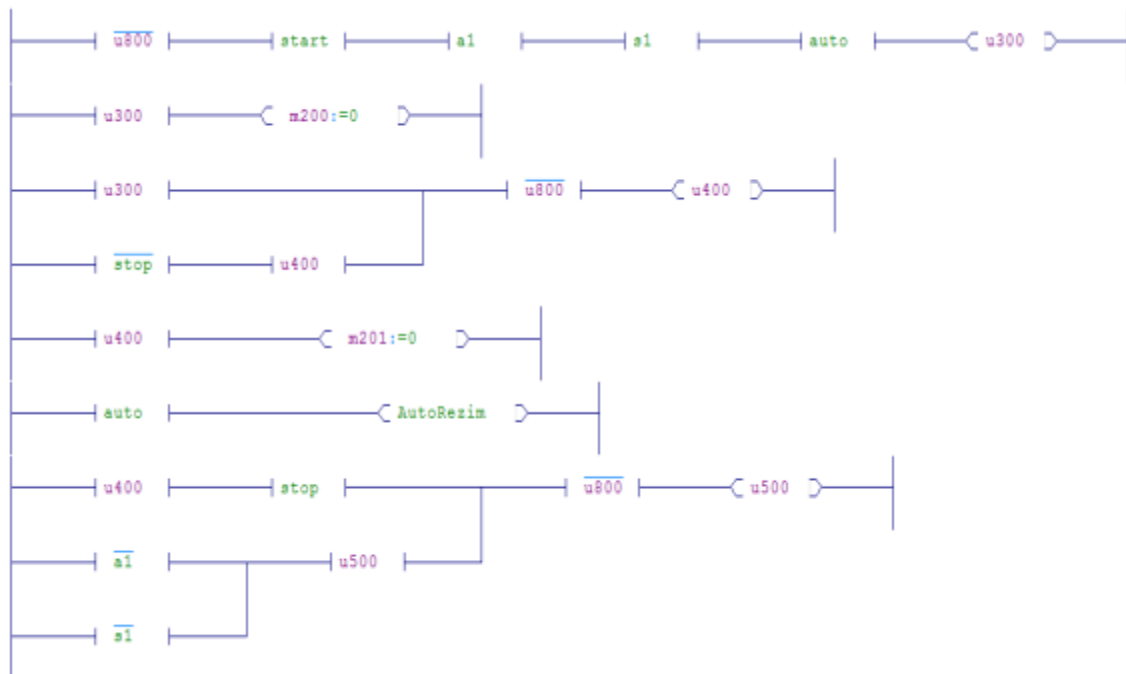 u800 start a1 s1 auto u300
u300 m200:=0
u300 u800 u400
stop u400
u400 m201:=0
auto AutoRezim
u400 stop u800 u500
a1 u500
s1